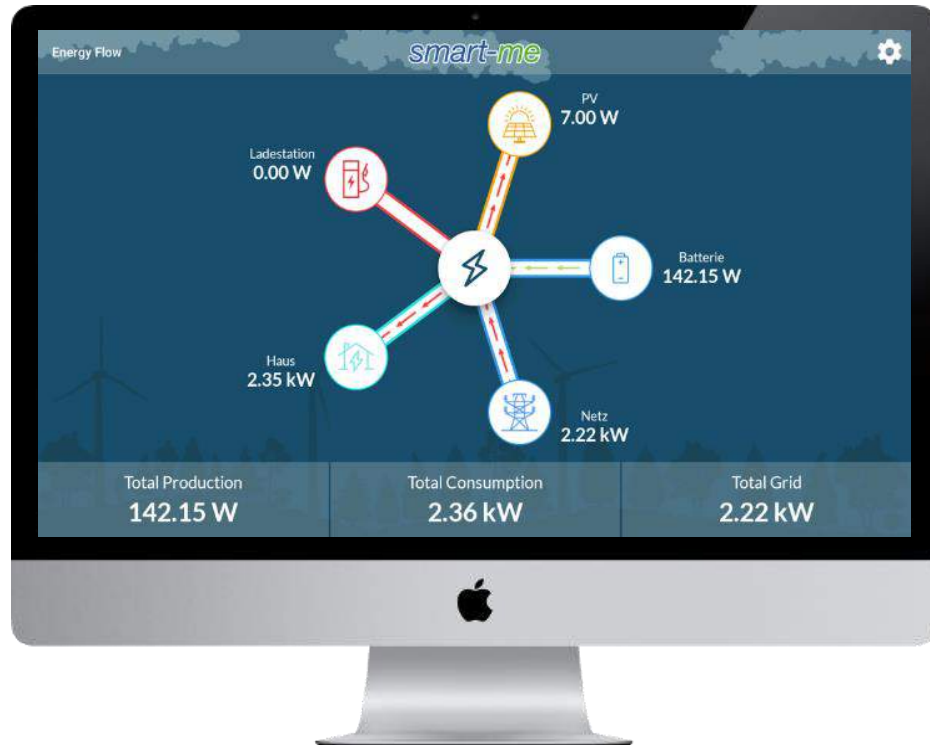 Energy Flow
smart-me
PV
7.00 W
Ladestation
0.00 W
Batterie
142.15 W
Haus
2.35 kW
Netz
2.22 kW
Total Production
142.15 W
Total Consumption
2.36 kW
Total Grid
2.22 kW